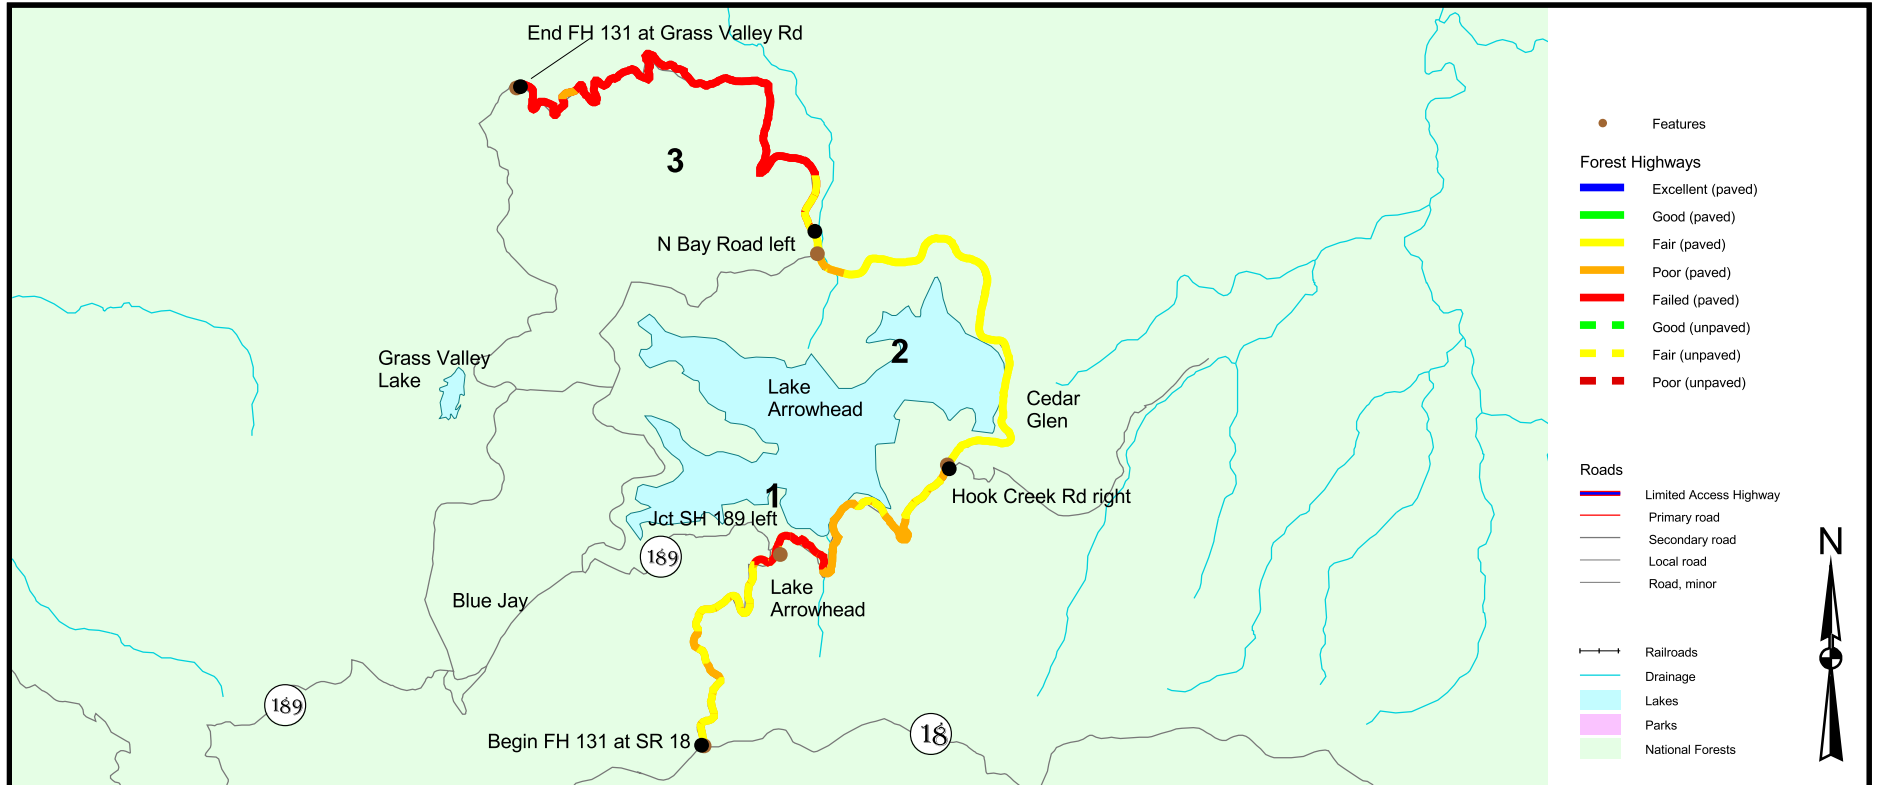 End FH 131 at Grass Valley Rd
3
N Bay Road left
Grass Valley
Lake
2
Lake
Arrowhead
Cedar
Glen
1
Hook Creek Rd right
Jct SH 189 left
189
Lake
Arrowhead
Blue Jay
189
Begin FH 131 at SR 18
18
Features
Forest Highways
Excellent (paved)
Good (paved)
Fair (paved)
Poor (paved)
Failed (paved)
Good (unpaved)
Fair (unpaved)
Poor (unpaved)
Roads
Limited Access Highway
Primary road
Secondary road
Local road
Road, minor
Railroads
Drainage
Lakes
Parks
National Forests
N